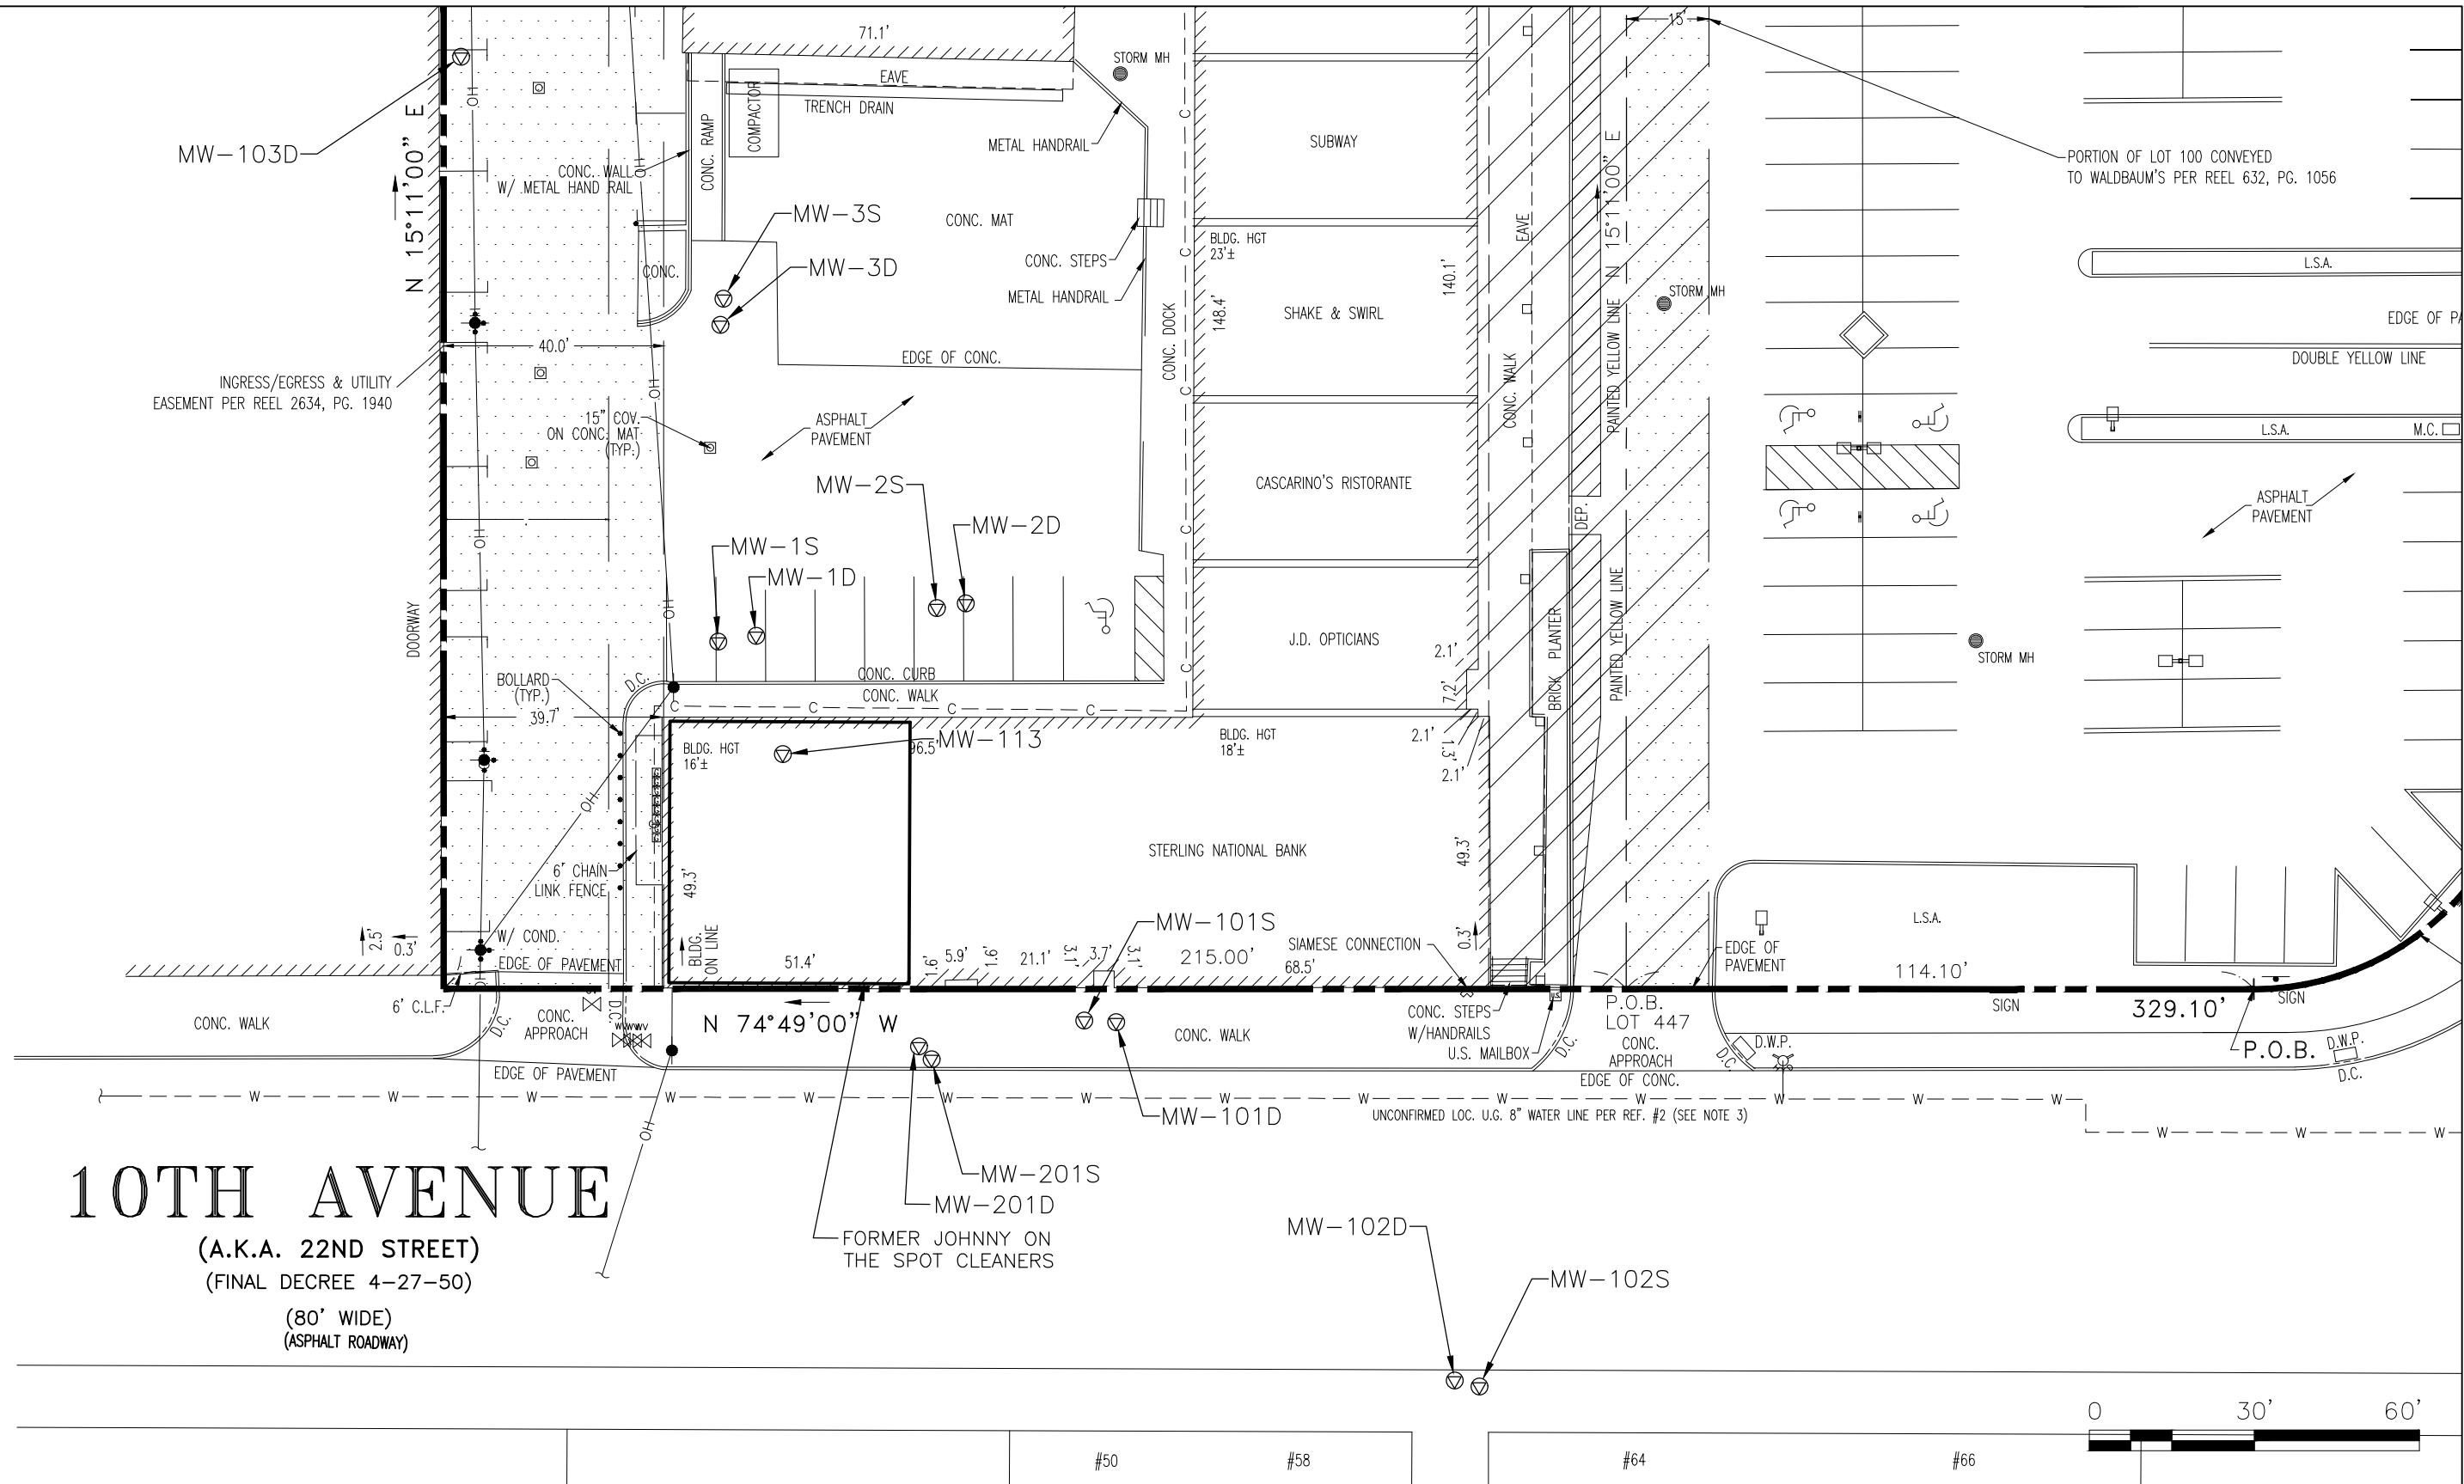 71.1'
15'
STORM MH
EAVE
TRENCH DRAIN
COMPACTOR
CONC. RAMP
METAL HANDRAIL
SUBWAY
MW-103D
N 15°11'00" E
CONC. WALL
W/ METAL HAND RAIL
PORTION OF LOT 100 CONVEYED
TO WALDBAUM'S PER REEL 632, PG. 1056
MW-3S
CONC. MAT
BLDG. HGT
23'±
EAVE
PAINTED YELLOW LINE N 15°11'00" E
MW-3D
CONC.
CONC. STEPS
METAL HANDRAIL
L.S.A.
STORM MH
148.4'
140.1'
SHAKE & SWIRL
EDGE OF PA
40.0'
EDGE OF CONC.
CONC. DOCK
DOUBLE YELLOW LINE
INGRESS/EGRESS & UTILITY
EASEMENT PER REEL 2634, PG. 1940
CONC. WALK
15" COV.
ON CONC. MAT
(TYP.)
ASPHALT
PAVEMENT
L.S.A.
M.C.
MW-2S
CASCARINO'S RISTORANTE
ASPHALT
PAVEMENT
MW-2D
DEP.
MW-1S
MW-1D
DOORWAY
J.D. OPTICIANS
BRICK PLANTER
PAINTED YELLOW LINE
STORM MH
2.1'
BOLLARD
(TYP.)
D.C.
CONC. CURB
CONC. WALK
7.2'
39.7'
OH
OH
OH
OH
OH
OH
OH
OH
C
C
C
C
C
C
C
C
C
BLDG. HGT
16'±
96.5'
MW-113
BLDG. HGT
18'±
2.1'
1.3'
2.1'
STERLING NATIONAL BANK
49.3'
49.3'
6' CHAIN
LINK FENCE
W/ COND.
EDGE OF PAVEMENT
2.5'
0.3'
BLDG.
ON LINE
51.4'
1.6'
5.9'
1.6'
21.1'
3.1'
3.7'
3.1'
MW-101S
215.00'
68.5'
SIAMESE CONNECTION
0.3'
EDGE OF
PAVEMENT
L.S.A.
114.10'
6' C.L.F.
D.C.
CONC. WALK
CONC.
APPROACH
D.C.
N 74°49'00" W
CONC. WALK
CONC. STEPS
W/HANDRAILS
U.S. MAILBOX
D.C.
P.O.B.
LOT 447
CONC.
APPROACH
EDGE OF CONC.
SIGN
329.10'
SIGN
D.C.
D.W.P.
P.O.B.
D.W.P.
D.C.
EDGE OF PAVEMENT
W W W W W W W W W W W W W W
UNCONFIRMED LOC. U.G. 8" WATER LINE PER REF. #2 (SEE NOTE 3)
W W W
MW-101D
OH
10TH AVENUE
(A.K.A. 22ND STREET)
(FINAL DECREE 4-27-50)
(80' WIDE)
(ASPHALT ROADWAY)
MW-201S
MW-201D
FORMER JOHNNY ON
THE SPOT CLEANERS
MW-102D
MW-102S
0 30' 60'
#50
#58
#64
#66